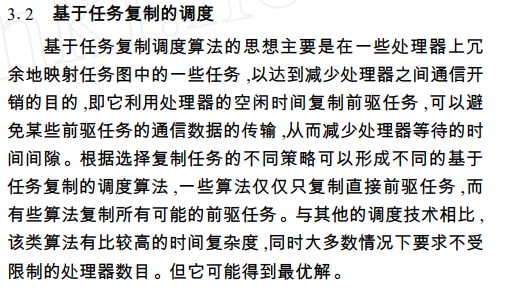 3. 2 基于任务复制的调度
基于任务复制调度算法的思想主要是在一些处理器上冗
余地映射任务图中的一些任务 ,以达到减少处理器之间通信开
销的目的 ,即它利用处理器的空闲时间复制前驱任务 ,可以避
免某些前驱任务的通信数据的传输 ,从而减少处理器等待的时
间间隙。根据选择复制任务的不同策略可以形成不同的基于
任务复制的调度算法 ,一些算法仅仅只复制直接前驱任务 ,而
有些算法复制所有可能的前驱任务。与其他的调度技术相比 ,
该类算法有比较高的时间复杂度 ,同时大多数情况下要求不受
限制的处理器数目。但它可能得到最优解。